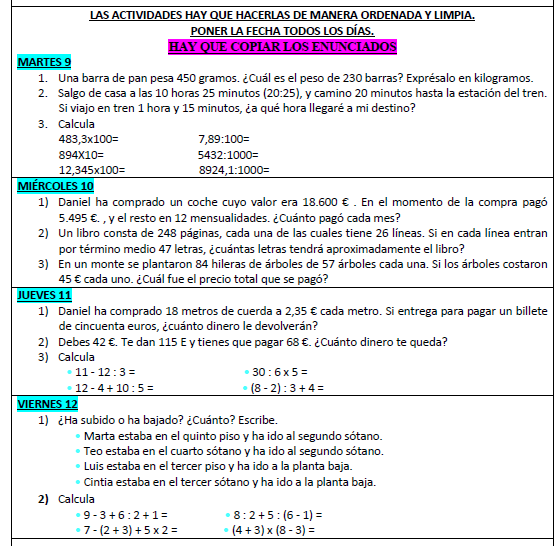 LAS ACTIVIDADES HAY QUE HACERLAS DE MANERA ORDENADA Y LIMPIA.
PONER LA FECHA TODOS LOS DÍAS.
HAY QUE COPIAR LOS ENUNCIADOS
MARTES 9
1. Una barra de pan pesa 450 gramos. ¿Cuál es el peso de 230 barras? Exprésalo en kilogramos.
2. Salgo de casa a las 10 horas 25 minutos (20:25), y camino 20 minutos hasta la estación del tren.
Si viajo en tren 1 hora y 15 minutos, ¿a qué hora llegaré a mi destino?
3. Calcula
483,3x100= 7,89:100=
894X10= 5432:1000=
12,345x100= 8924,1:1000=
MIÉRCOLES 10
1) Daniel ha comprado un coche cuyo valor era 18.600 € . En el momento de la compra pagó
5.495 €. , y el resto en 12 mensualidades. ¿Cuánto pagó cada mes?
2) Un libro consta de 248 páginas, cada una de las cuales tiene 26 líneas. Si en cada línea entran
por término medio 47 letras, ¿cuántas letras tendrá aproximadamente el libro?
3) En un monte se plantaron 84 hileras de árboles de 57 árboles cada una. Si los árboles costaron
45 € cada uno. ¿Cuál fue el precio total que se pagó?
JUEVES 11
1) Daniel ha comprado 18 metros de cuerda a 2,35 € cada metro. Si entrega para pagar un billete
de cincuenta euros, ¿cuánto dinero le devolverán?
2) Debes 42 €. Te dan 115 E y tienes que pagar 68 €. ¿Cuánto dinero te queda?
3) Calcula
• 11 - 12 : 3 = • 30 : 6 x 5 =
• 12 - 4 + 10 : 5 = • (8 - 2) : 3 + 4 =
VIERNES 12
1) ¿Ha subido o ha bajado? ¿Cuánto? Escribe.
• Marta estaba en el quinto piso y ha ido al segundo sótano.
• Teo estaba en el cuarto sótano y ha ido al segundo sótano.
• Luis estaba en el tercer piso y ha ido a la planta baja.
• Cintia estaba en el tercer sótano y ha ido a la planta baja.
2) Calcula
• 9 - 3 + 6 : 2 + 1 = • 8 : 2 + 5 : (6 - 1) =
• 7 - (2 + 3) + 5 x 2 = • (4 + 3) x (8 - 3) =